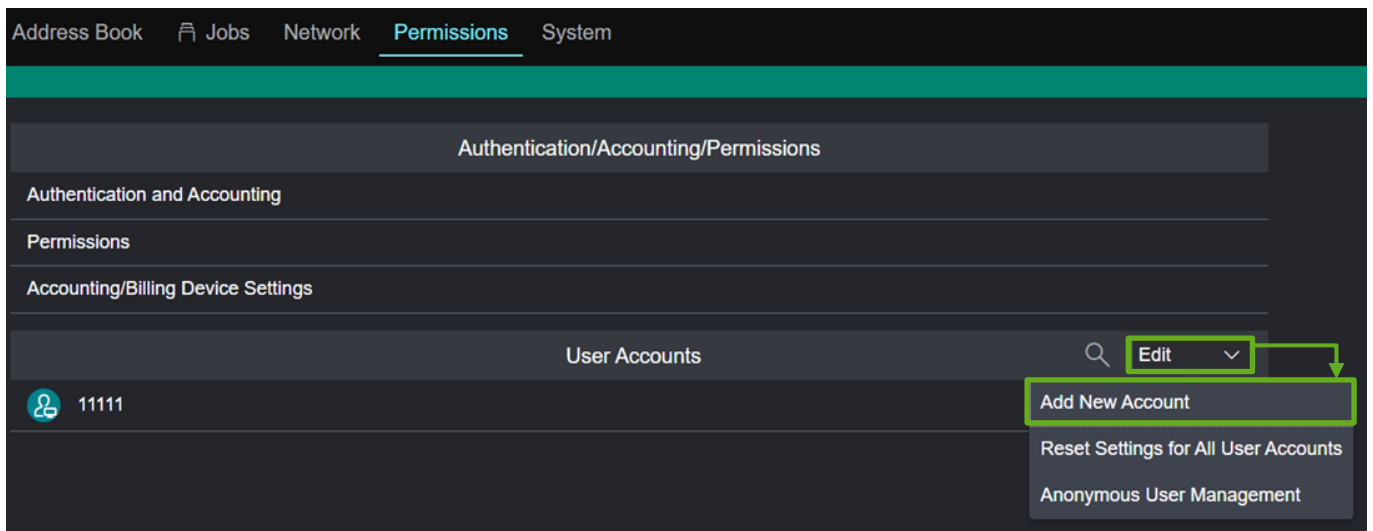 Address Book Jobs Network Permissions System
Authentication/Accounting/Permissions
Authentication and Accounting
Permissions
Accounting/Billing Device Settings
User Accounts Edit
11111
Add New Account
Reset Settings for All User Accounts
Anonymous User Management